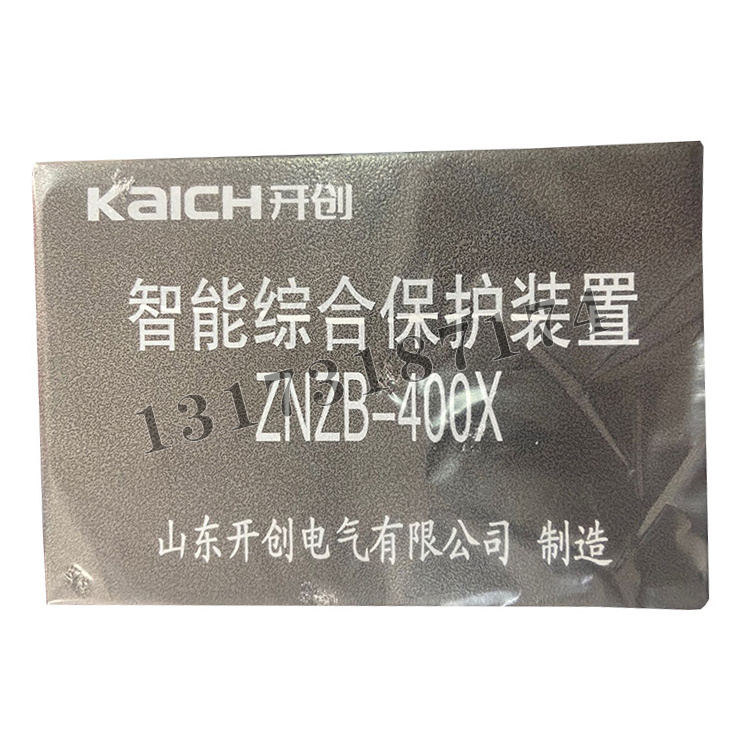 KAICH开创
智能综合保护装置
13173187174
ZNZB-400X
山东开创电气有限公司 制造